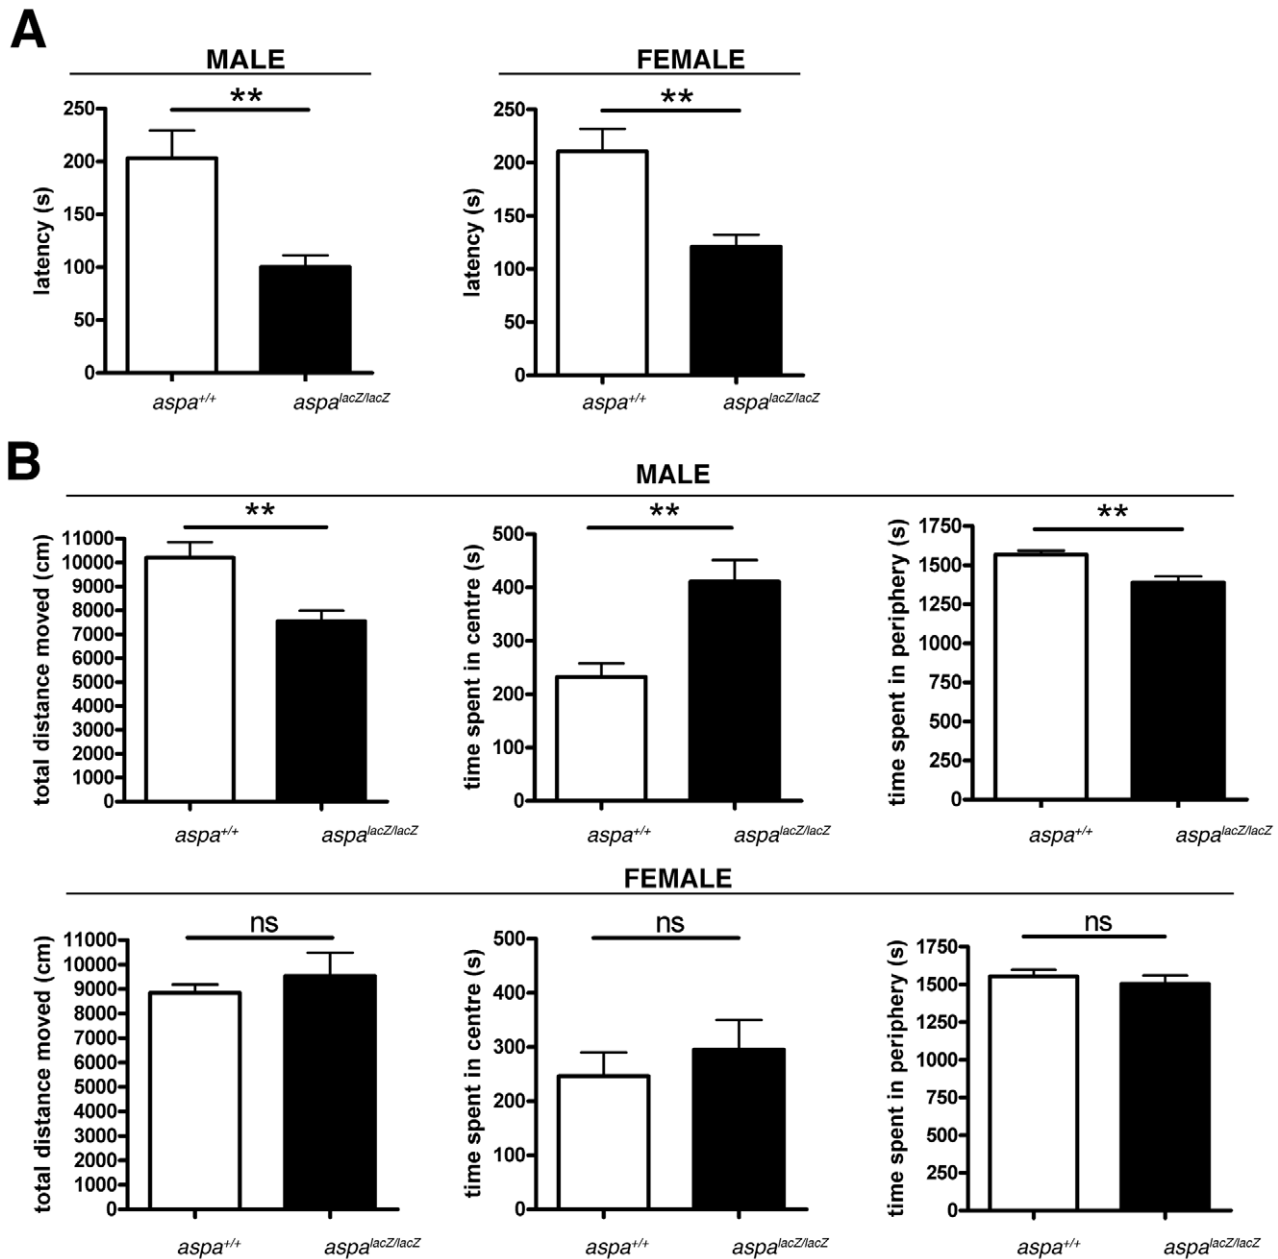 A
MALE
FEMALE
**
**
250
200
150
100
50
0
latency (s)
aspa+/+
aspalacZ/lacZ
250
200
150
100
50
0
latency (s)
aspa+/+
aspalacZ/lacZ
B
MALE
**
**
**
11000
10000
9000
8000
7000
6000
5000
4000
3000
2000
1000
0
total distance moved (cm)
aspa+/+
aspalacZ/lacZ
500
400
300
200
100
0
time spent in centre (s)
aspa+/+
aspalacZ/lacZ
1750
1500
1250
1000
750
500
250
0
time spent in periphery (s)
aspa+/+
aspalacZ/lacZ
FEMALE
ns
ns
ns
11000
10000
9000
8000
7000
6000
5000
4000
3000
2000
1000
0
total distance moved (cm)
aspa+/+
aspalacZ/lacZ
500
400
300
200
100
0
time spent in centre (s)
aspa+/+
aspalacZ/lacZ
1750
1500
1250
1000
750
500
250
0
time spent in periphery (s)
aspa+/+
aspalacZ/lacZ